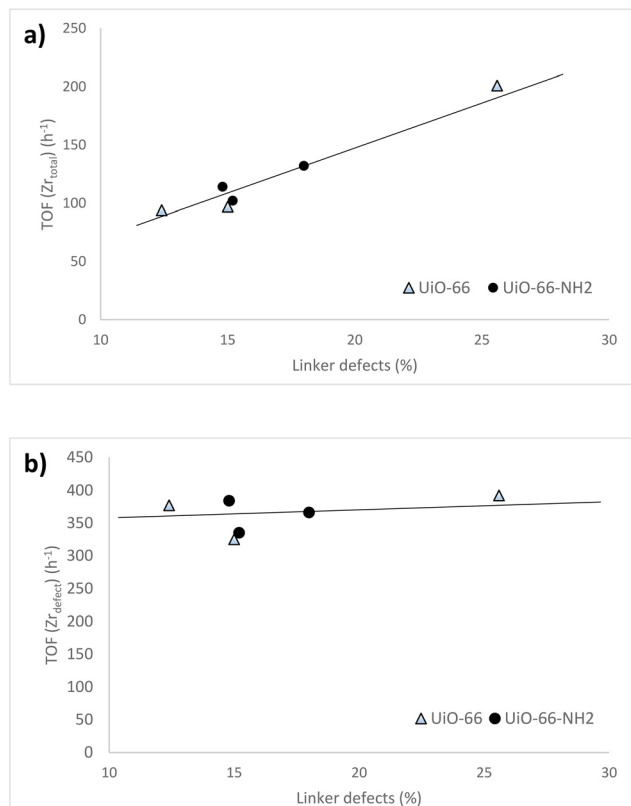 a)
250
200
150
100
50
0
TOF (Zrtotal) (h-1)
10 15 20 25 30
Linker defects (%)
UiO-66 UiO-66-NH2
b)
450
400
350
300
250
200
150
100
50
0
TOF (Zrdefect) (h-1)
10 15 20 25 30
Linker defects (%)
UiO-66 UiO-66-NH2